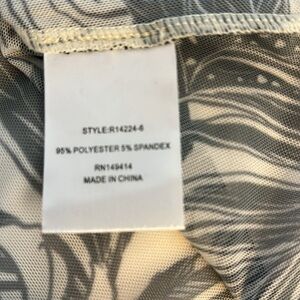 STYLE:R14224-6
95% POLYESTER 5% SPANDEX
RN149414
MADE IN CHINA